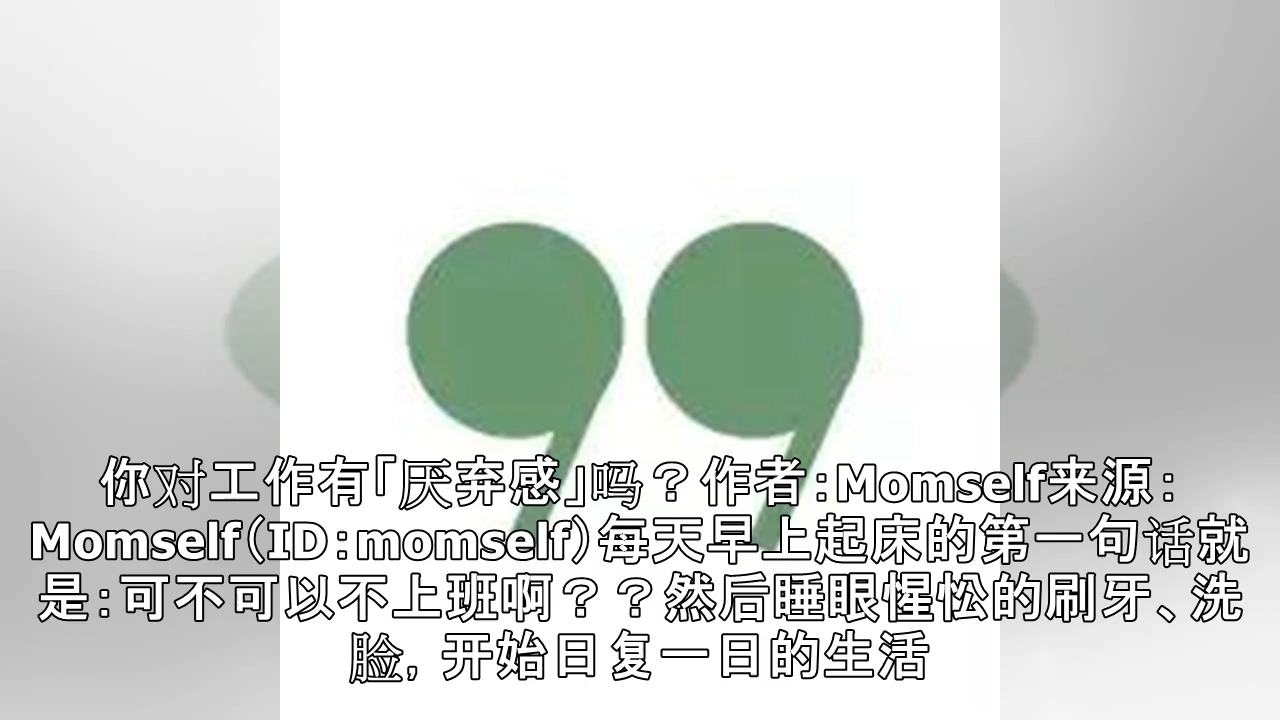 你对工作有「厌弃感」吗？作者：Momself来源：
Momself（ID：momself）每天早上起床的第一句话就
是：可不可以不上班啊？？然后睡眼惺忪的刷牙、洗
脸，开始日复一日的生活